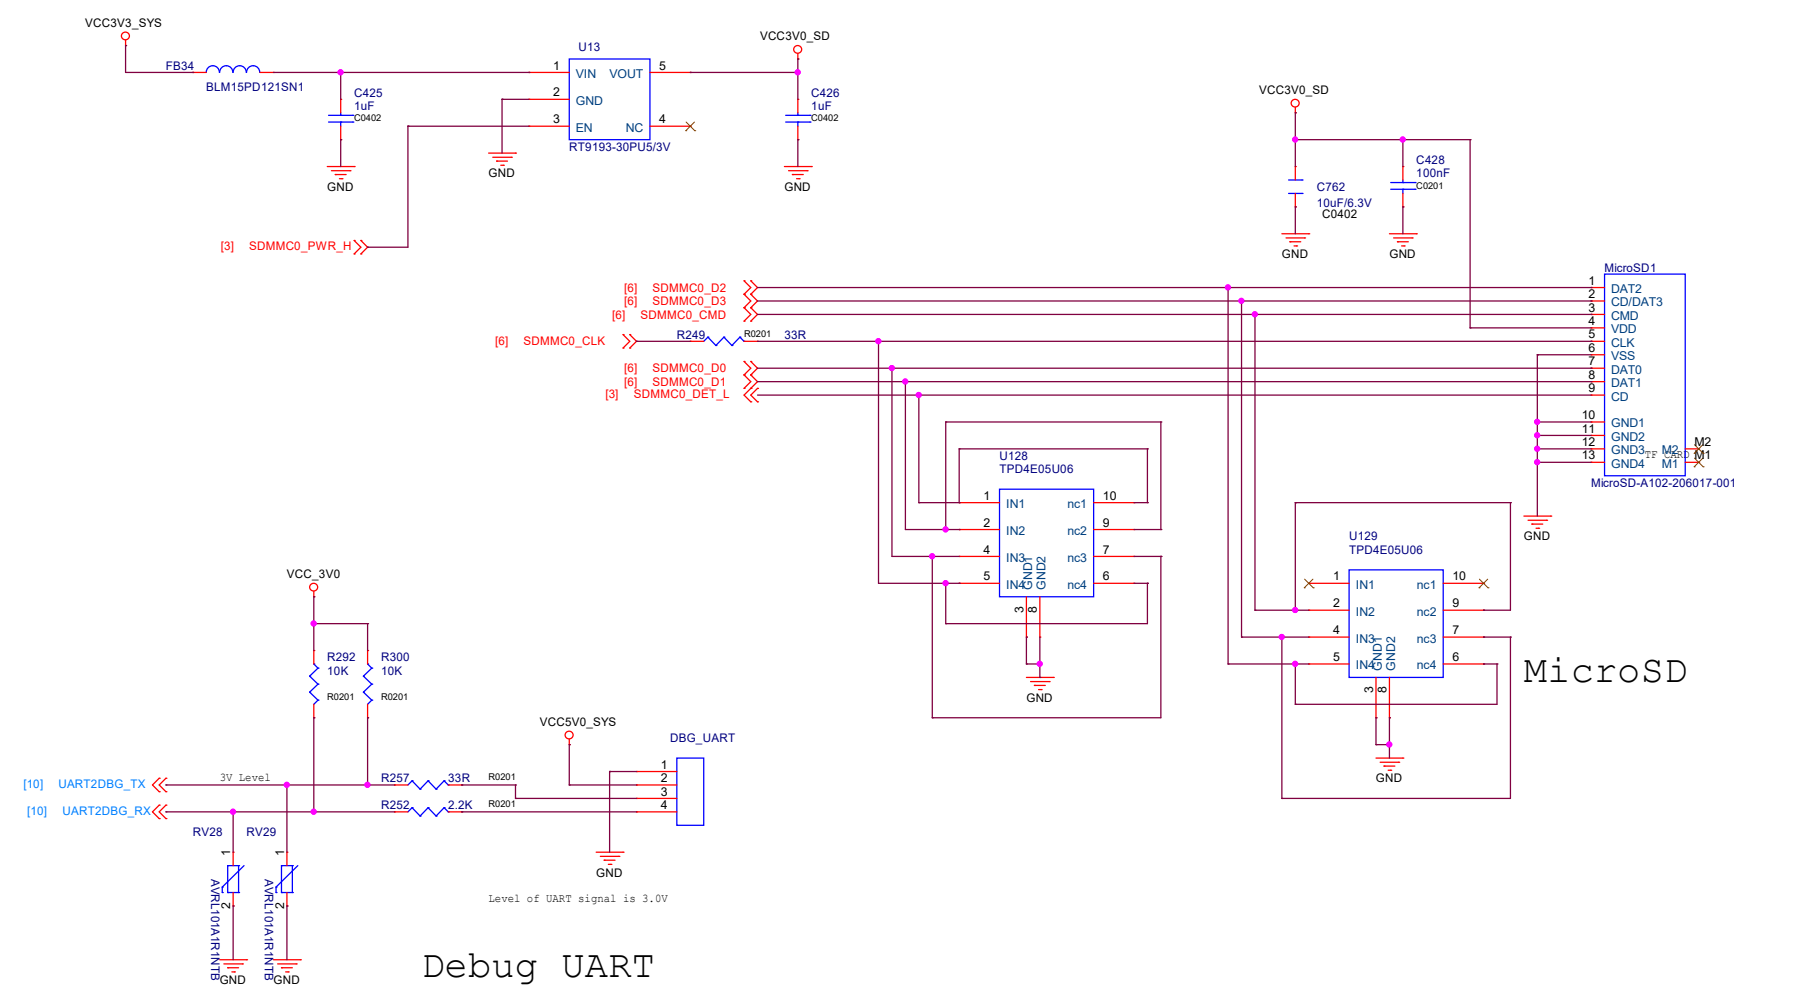 VCC3V3_SYS
FB34
BLM15PD121SN1
C425
1uF
C0402
GND
U13
1 VIN VOUT 5
2 GND
3 EN NC 4
RT9193-30PU5/3V
GND
VCC3V0_SD
C426
1uF
C0402
GND
[3] SDMMC0_PWR_H
VCC3V0_SD
C762
10uF/6.3V
C0402
GND
C428
100nF
C0201
GND
[6] SDMMC0_D2
[6] SDMMC0_D3
[6] SDMMC0_CMD
[6] SDMMC0_CLK R249 R0201 33R
[6] SDMMC0_D0
[6] SDMMC0_D1
[3] SDMMC0_DET_L
MicroSD1
1 DAT2
2 CD/DAT3
3 CMD
4 VDD
5 CLK
6 VSS
7 DAT0
8 DAT1
9 CD
10 GND1
11 GND2
12 GND3 M2 M2
TF CARD
13 GND4 M1 M1
MicroSD-A102-206017-001
GND
U128
TPD4E05U06
1 IN1 nc1 10
2 IN2 nc2 9
4 IN3 nc3 7
5 IN4 nc4 6
GND1 GND2
3 8
GND
U129
TPD4E05U06
1 IN1 nc1 10
2 IN2 nc2 9
4 IN3 nc3 7
5 IN4 nc4 6
GND1 GND2
3 8
GND
MicroSD
VCC_3V0
R292
10K
R0201
R300
10K
R0201
VCC5V0_SYS
DBG_UART
1
2
3
4
[10] UART2DBG_TX 3V Level R257 33R R0201
[10] UART2DBG_RX R252 2.2K R0201
RV28 RV29
1 1
AVRL101A1R1NTB AVRL101A1R1NTB
2 2
GND GND
GND
Level of UART signal is 3.0V
Debug UART